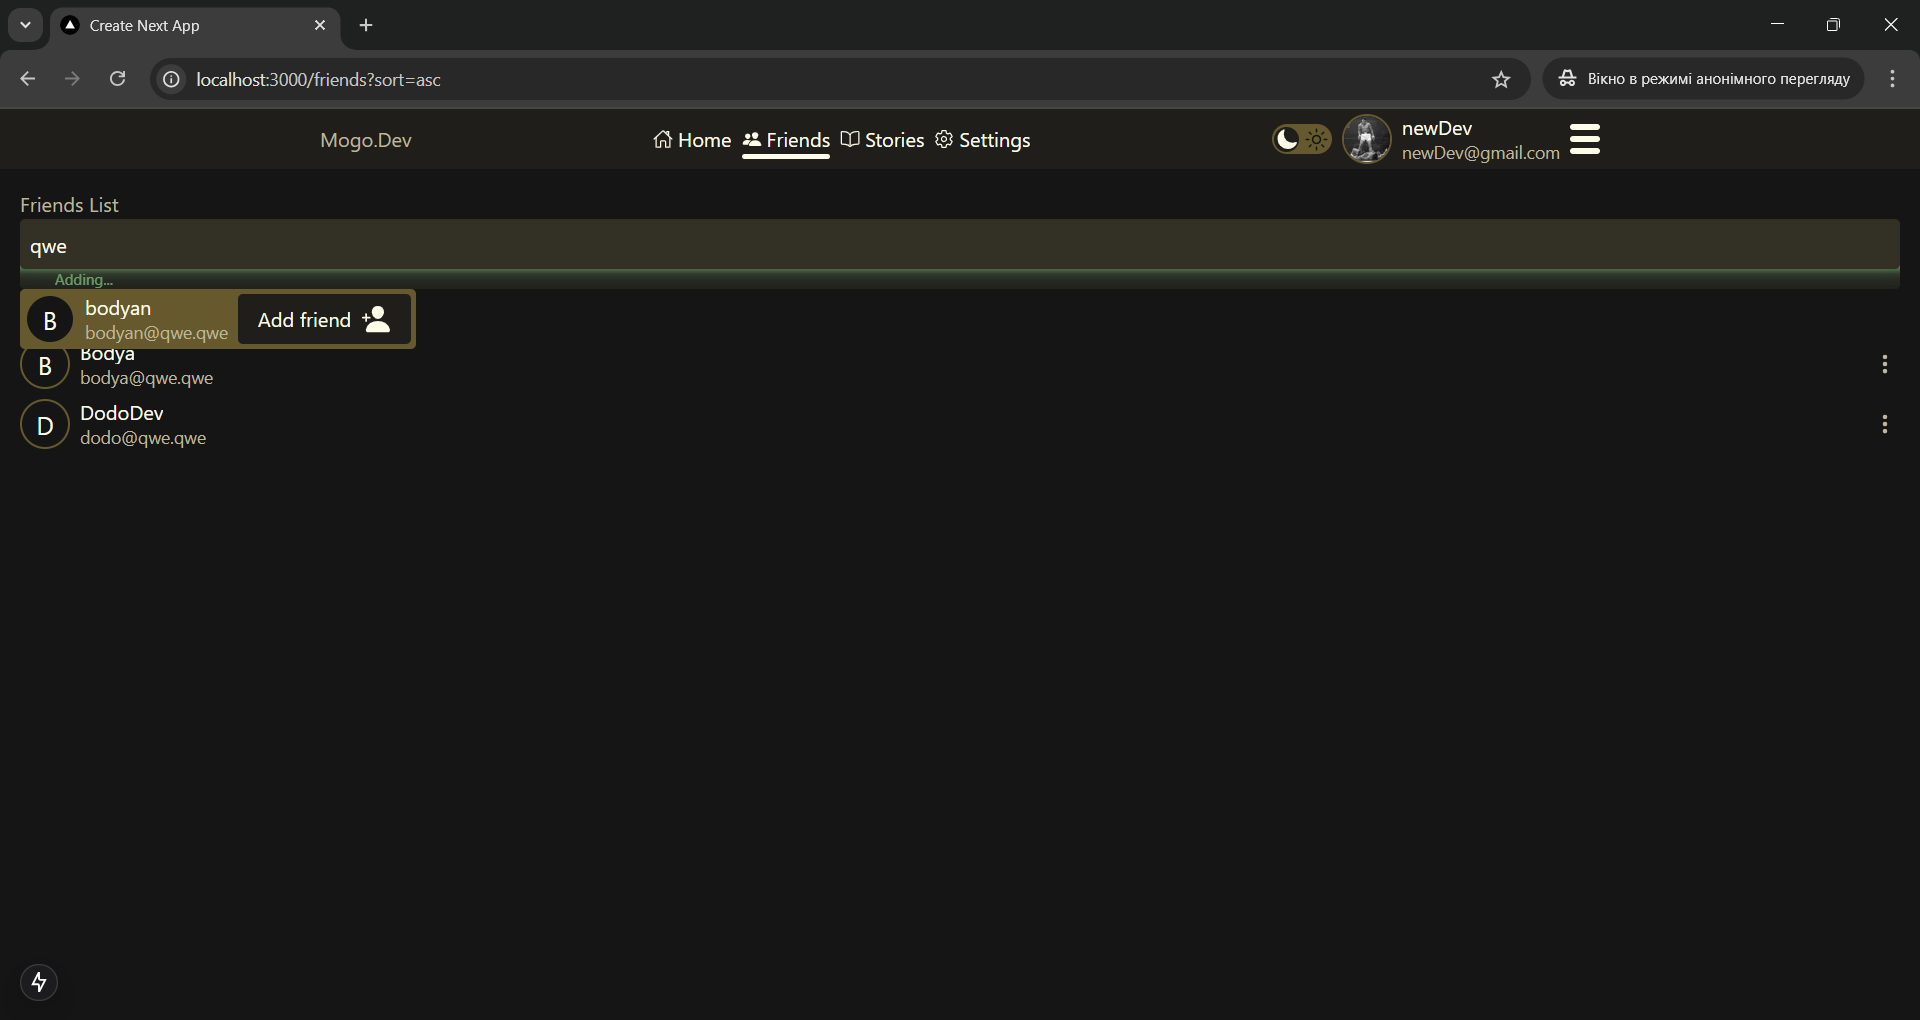 Create Next App
localhost:3000/friends?sort=asc
Вікно в режимі анонімного перегляду
Mogo.Dev
Home
Friends
Stories
Settings
newDev
newDev@gmail.com
Friends List
qwe
Adding...
B
bodyan
bodyan@qwe.qwe
Add friend
B
Bodya
bodya@qwe.qwe
D
DodoDev
dodo@qwe.qwe